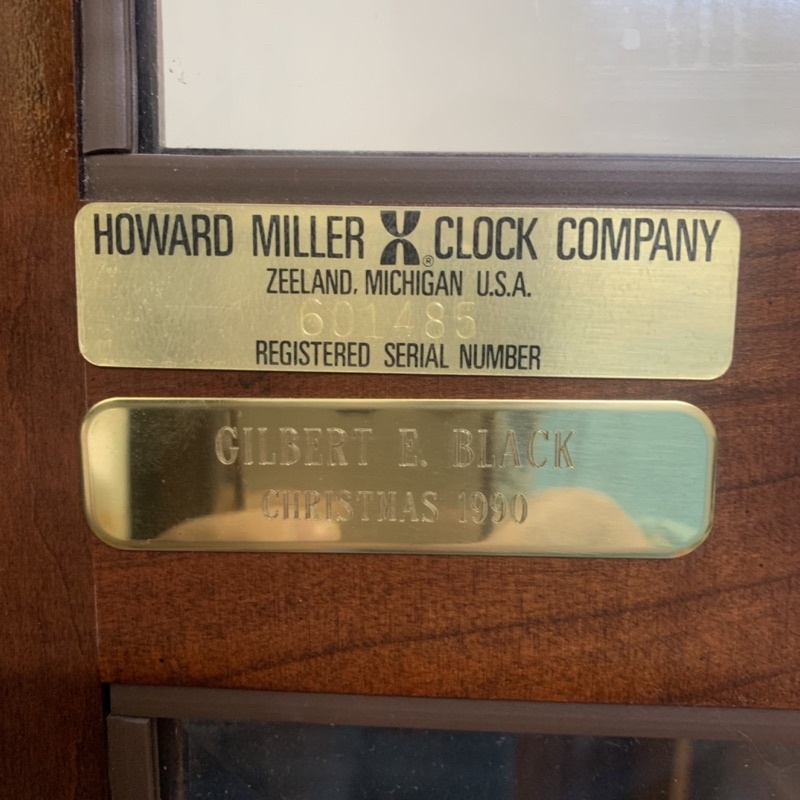 HOWARD MILLER CLOCK COMPANY
ZEELAND, MICHIGAN U.S.A.
601485
REGISTERED SERIAL NUMBER
GILBERT E. BLACK
CHRISTMAS 1990